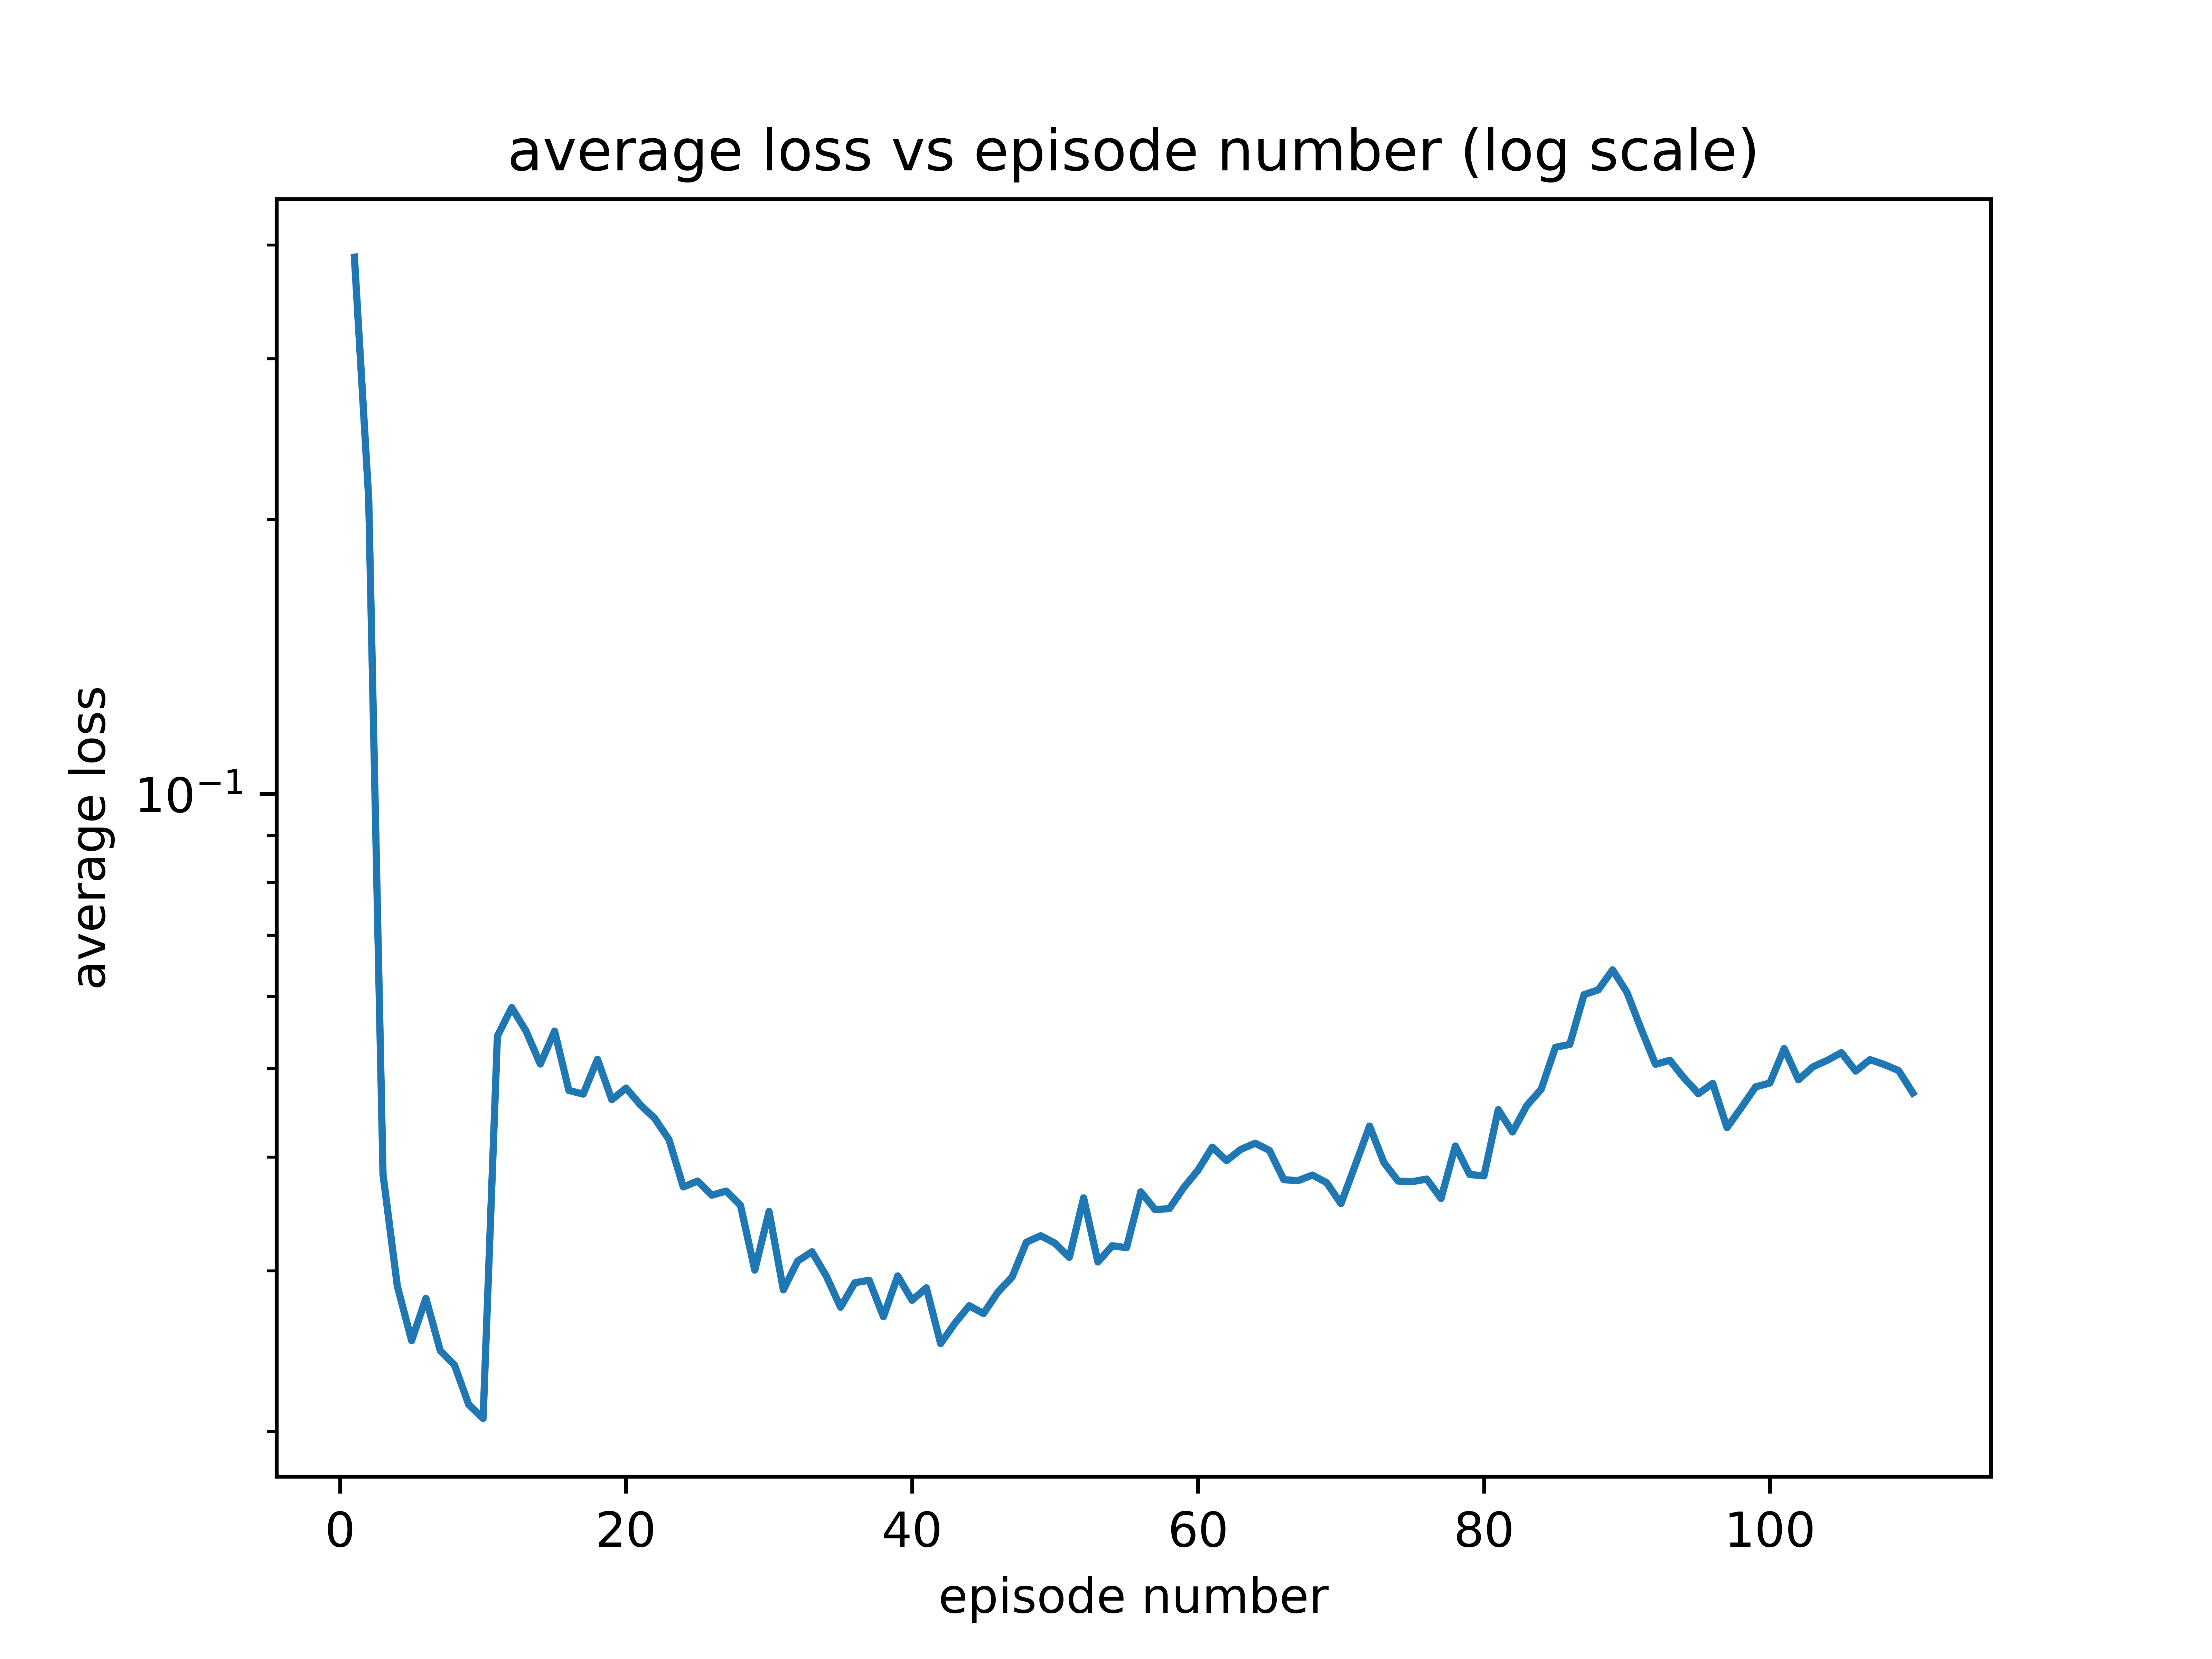 average loss vs episode number (log scale)
average loss
10⁻¹
0 20 40 60 80 100
episode number